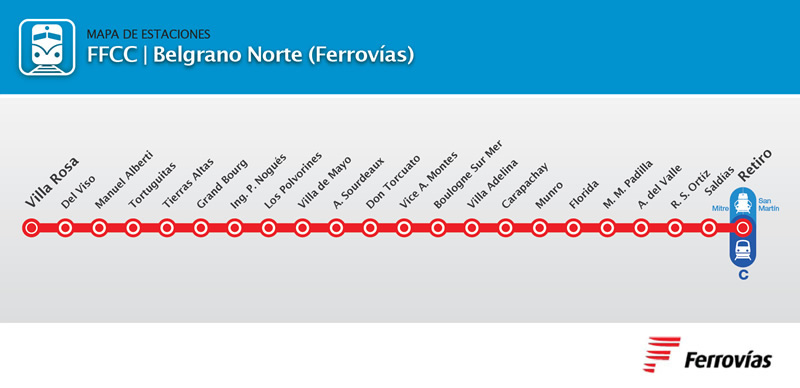 MAPA DE ESTACIONES
FFCC | Belgrano Norte (Ferrovías)
Villa Rosa
Del Viso
Manuel Alberti
Tortuguitas
Tierras Altas
Grand Bourg
Ing. P. Nogués
Los Polvorines
Villa de Mayo
A. Sourdeaux
Don Torcuato
Vice A. Montes
Boulogne Sur Mer
Villa Adelina
Carapachay
Munro
Florida
M. M. Padilla
A. del Valle
R. S. Ortiz
Saldías
Retiro
Mitre
San
Martín
C
Ferrovías